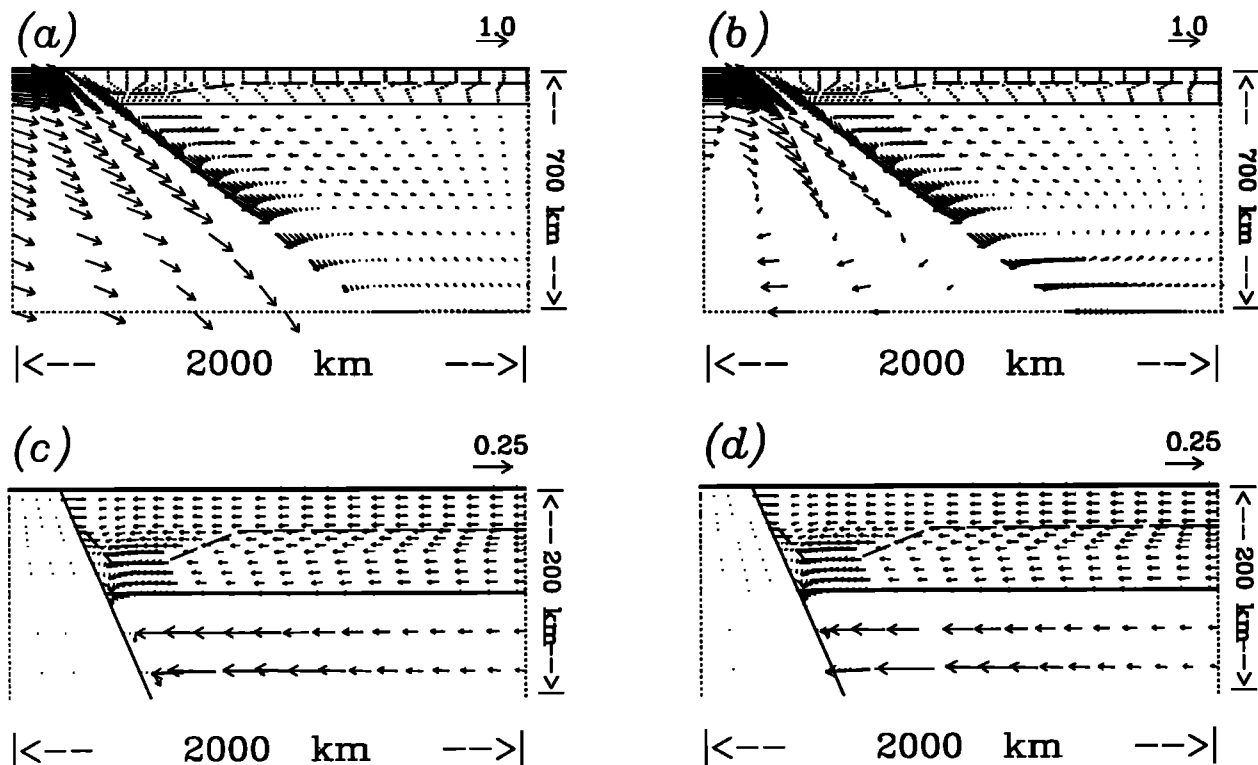 (a)
1.0
(b)
1.0
|<-- 700 km -->|
|<-- 700 km -->|
|<-- 2000 km -->|
|<-- 2000 km -->|
(c)
0.25
(d)
0.25
|<-- 200 km -->|
|<-- 200 km -->|
|<-- 2000 km -->|
|<-- 2000 km -->|